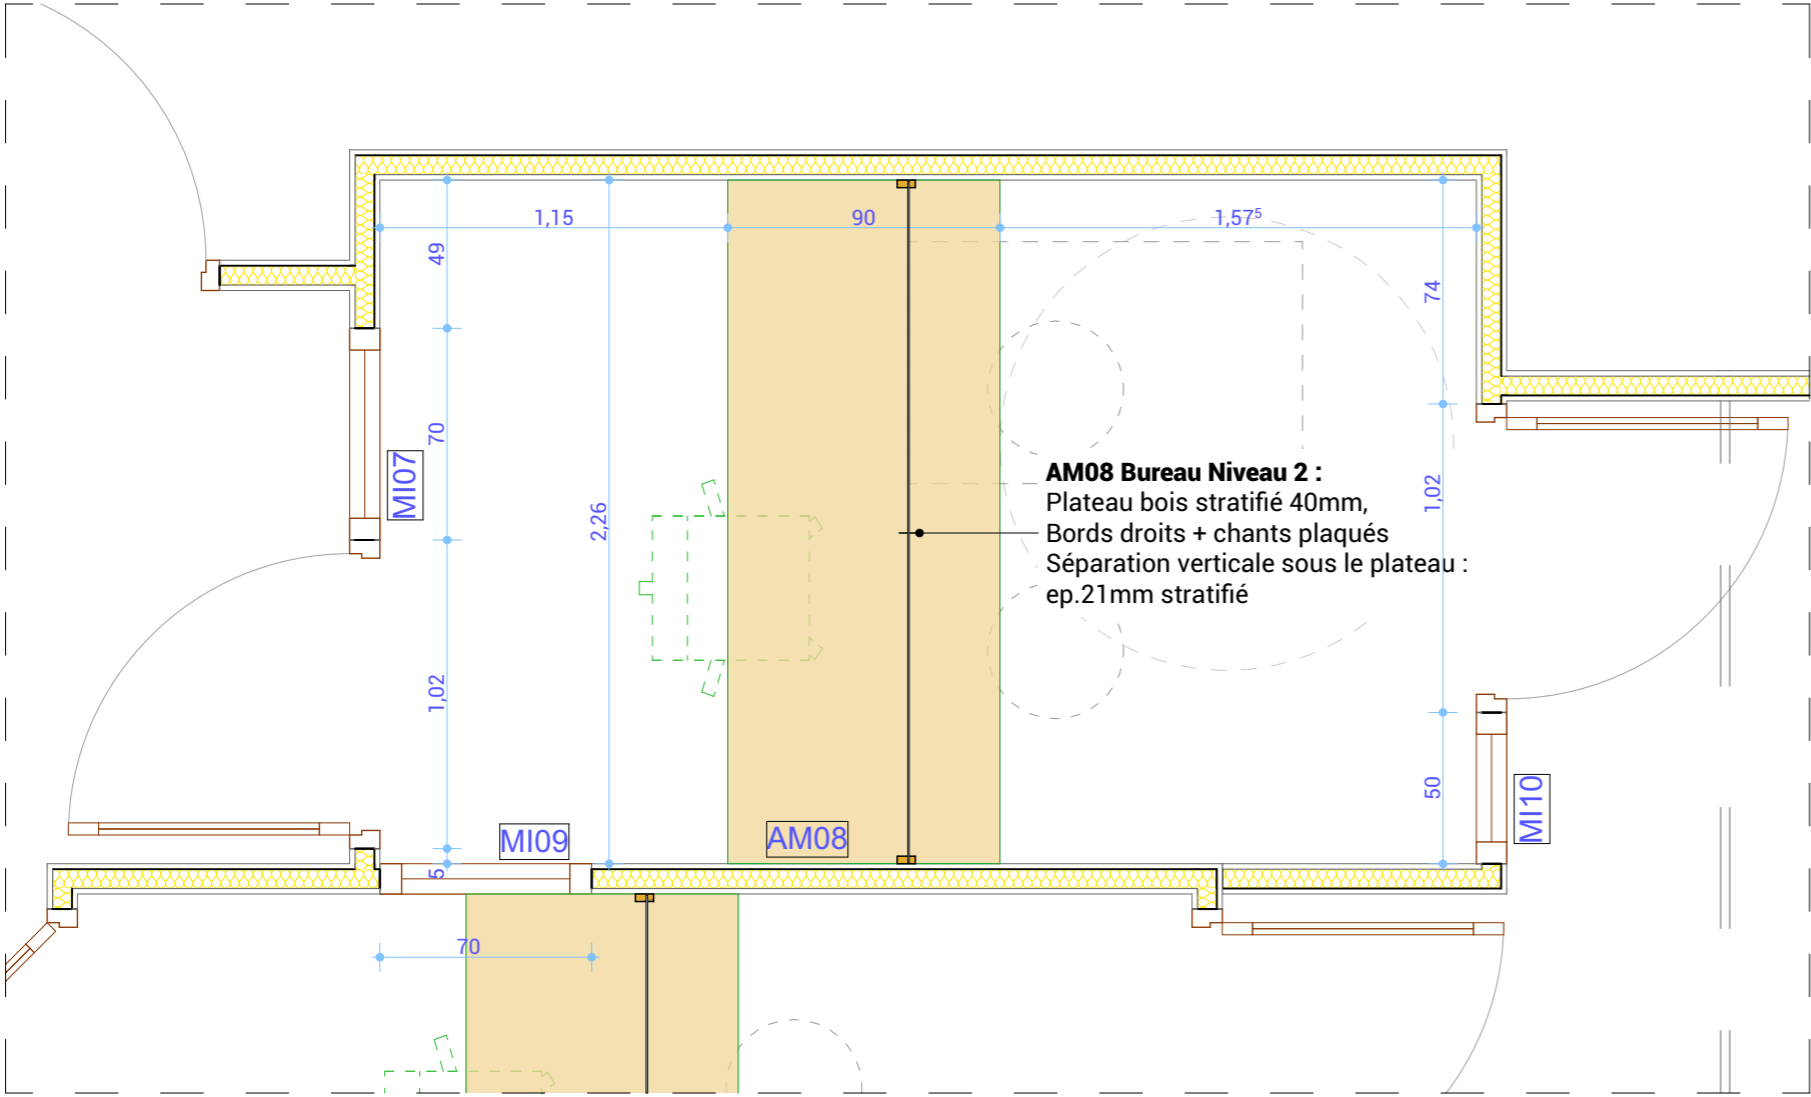 1,15
90
1,57⁵
49
74
70
MI07
2,26
1,02
AM08 Bureau Niveau 2 :
Plateau bois stratifié 40mm,
Bords droits + chants plaqués
Séparation verticale sous le plateau :
ep.21mm stratifié
1,02
50
MI10
MI09
AM08
5
70